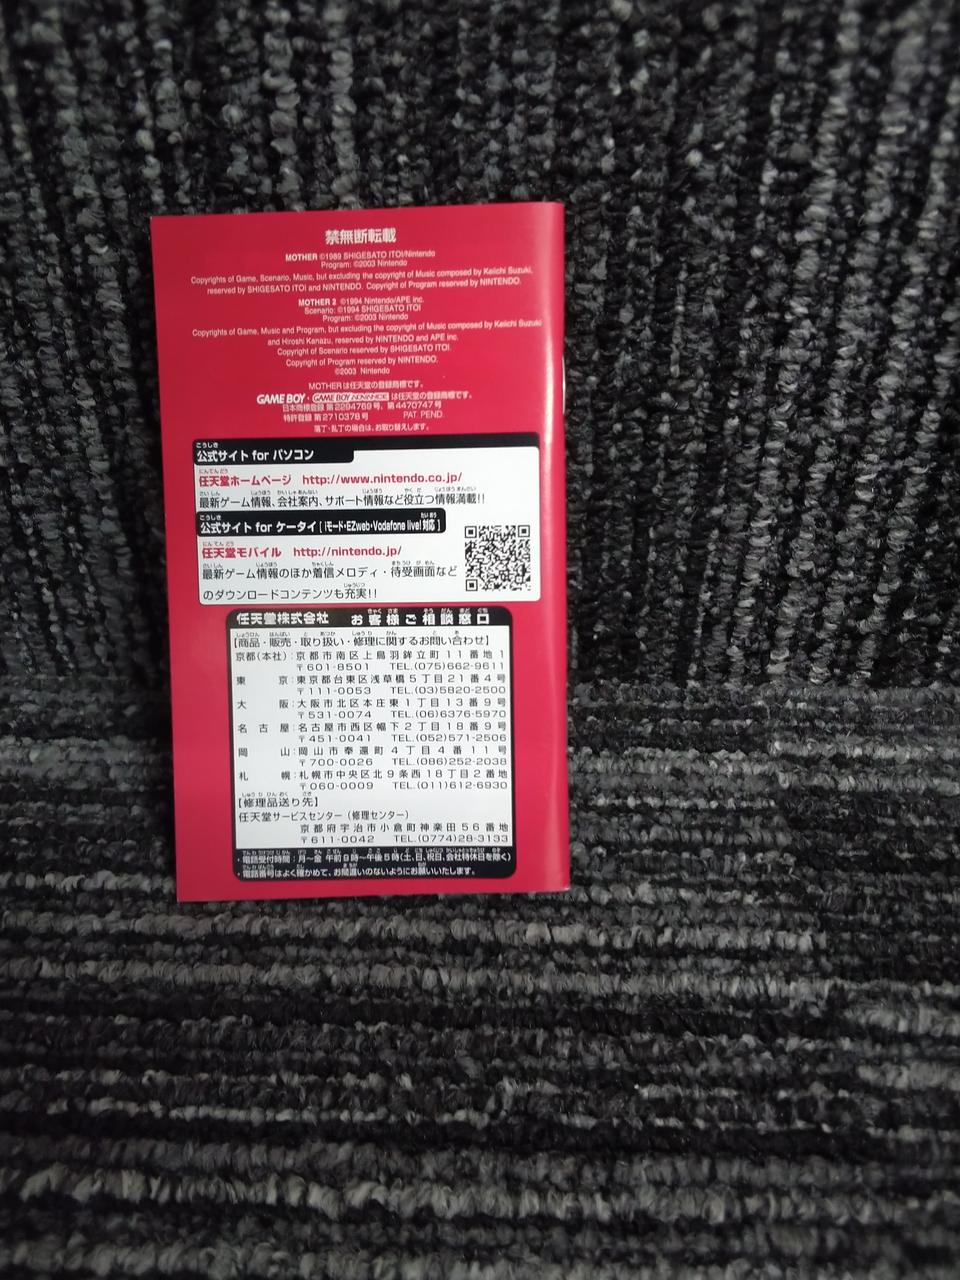 禁無断転載
MOTHER ©1989 SHIGESATO ITOI/Nintendo
Program: ©2003 Nintendo
Copyrights of Game, Scenario, Music, but excluding the copyright of Music composed by Keiichi Suzuki,
reserved by SHIGESATO ITOI and NINTENDO. Copyright of Program reserved by NINTENDO.
MOTHER 2 ©1994 Nintendo/APE inc.
Scenario: ©1994 SHIGESATO ITOI
Program: ©2003 Nintendo
Copyrights of Game, Music and Program, but excluding the copyright of Music composed by Keiichi Suzuki
and Hiroshi Kanazu, reserved by NINTENDO and APE inc.
Copyright of Scenario reserved by SHIGESATO ITOI.
Copyright of Program reserved by NINTENDO.
©2003 Nintendo
MOTHERは任天堂の登録商標です。
GAME BOY・GAME BOY ADVANCEは任天堂の登録商標です。
日本商標登録 第2294769号、第4470747号
特許登録 第2710378号 PAT. PEND.
落丁・乱丁の場合は、お取り替えします。
公式サイト for パソコン
任天堂ホームページ http://www.nintendo.co.jp/
最新ゲーム情報、会社案内、サポート情報など役立つ情報満載!!
公式サイト for ケータイ [iモード・EZweb・Vodafone live!対応]
任天堂モバイル http://nintendo.jp/
最新ゲーム情報のほか着信メロディ・待受画面など
のダウンロードコンテンツも充実!!
任天堂株式会社 お客様ご相談窓口
【商品・販売・取り扱い・修理に関するお問い合わせ】
京都(本社):京都市南区上鳥羽鉾立町11番地1
〒601-8501 TEL.(075)662-9611
東京:東京都台東区浅草橋5丁目21番4号
〒111-0053 TEL.(03)5820-2500
大阪:大阪市北区本庄東1丁目13番9号
〒531-0074 TEL.(06)6376-5970
名古屋:名古屋市西区幅下2丁目18番9号
〒451-0041 TEL.(052)571-2506
岡山:岡山市奉還町4丁目4番11号
〒700-0026 TEL.(086)252-2038
札幌:札幌市中央区北9条西18丁目2番地
〒060-0009 TEL.(011)612-6930
【修理品送り先】
任天堂サービスセンター(修理センター)
京都府宇治市小倉町神楽田56番地
〒611-0042 TEL.(0774)28-3133
・電話受付時間:月〜金 午前9時〜午後5時(土、日、祝日、会社特休日を除く)
・電話番号はよく確かめて、お間違いのないようにお願いいたします。